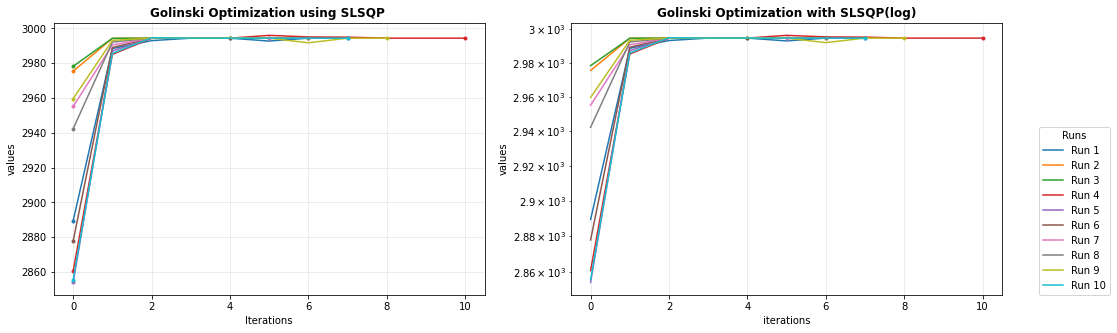 Golinski Optimization using SLSQP
3000
2980
2960
2940
2920
2900
2880
2860
values
0
2
4
6
8
10
Iterations
Golinski Optimization with SLSQP(log)
3 × 10³
2.98 × 10³
2.96 × 10³
2.94 × 10³
2.92 × 10³
2.9 × 10³
2.88 × 10³
2.86 × 10³
values
0
2
4
6
8
10
iterations
Runs
Run 1
Run 2
Run 3
Run 4
Run 5
Run 6
Run 7
Run 8
Run 9
Run 10